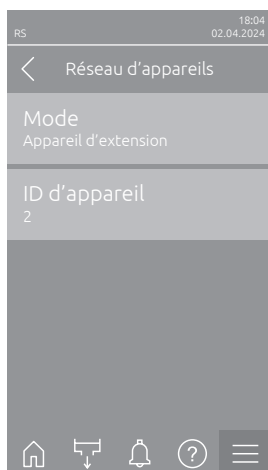 18:04
RS 02.04.2024
Réseau d'appareils
Mode
Appareil d'extension
ID d'appareil
2
?